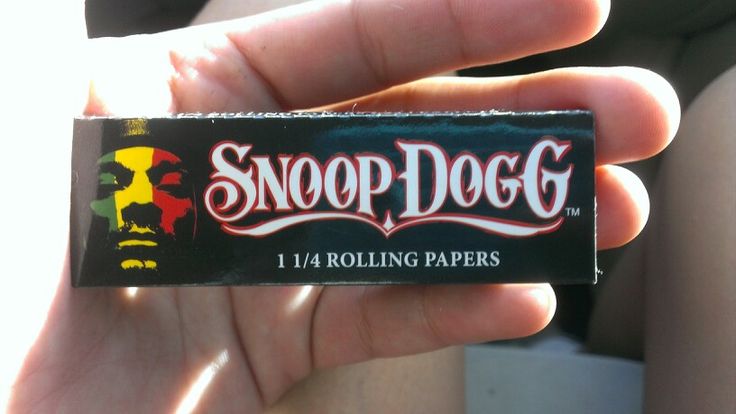 SNOOP DOGG™
1 1/4 ROLLING PAPERS